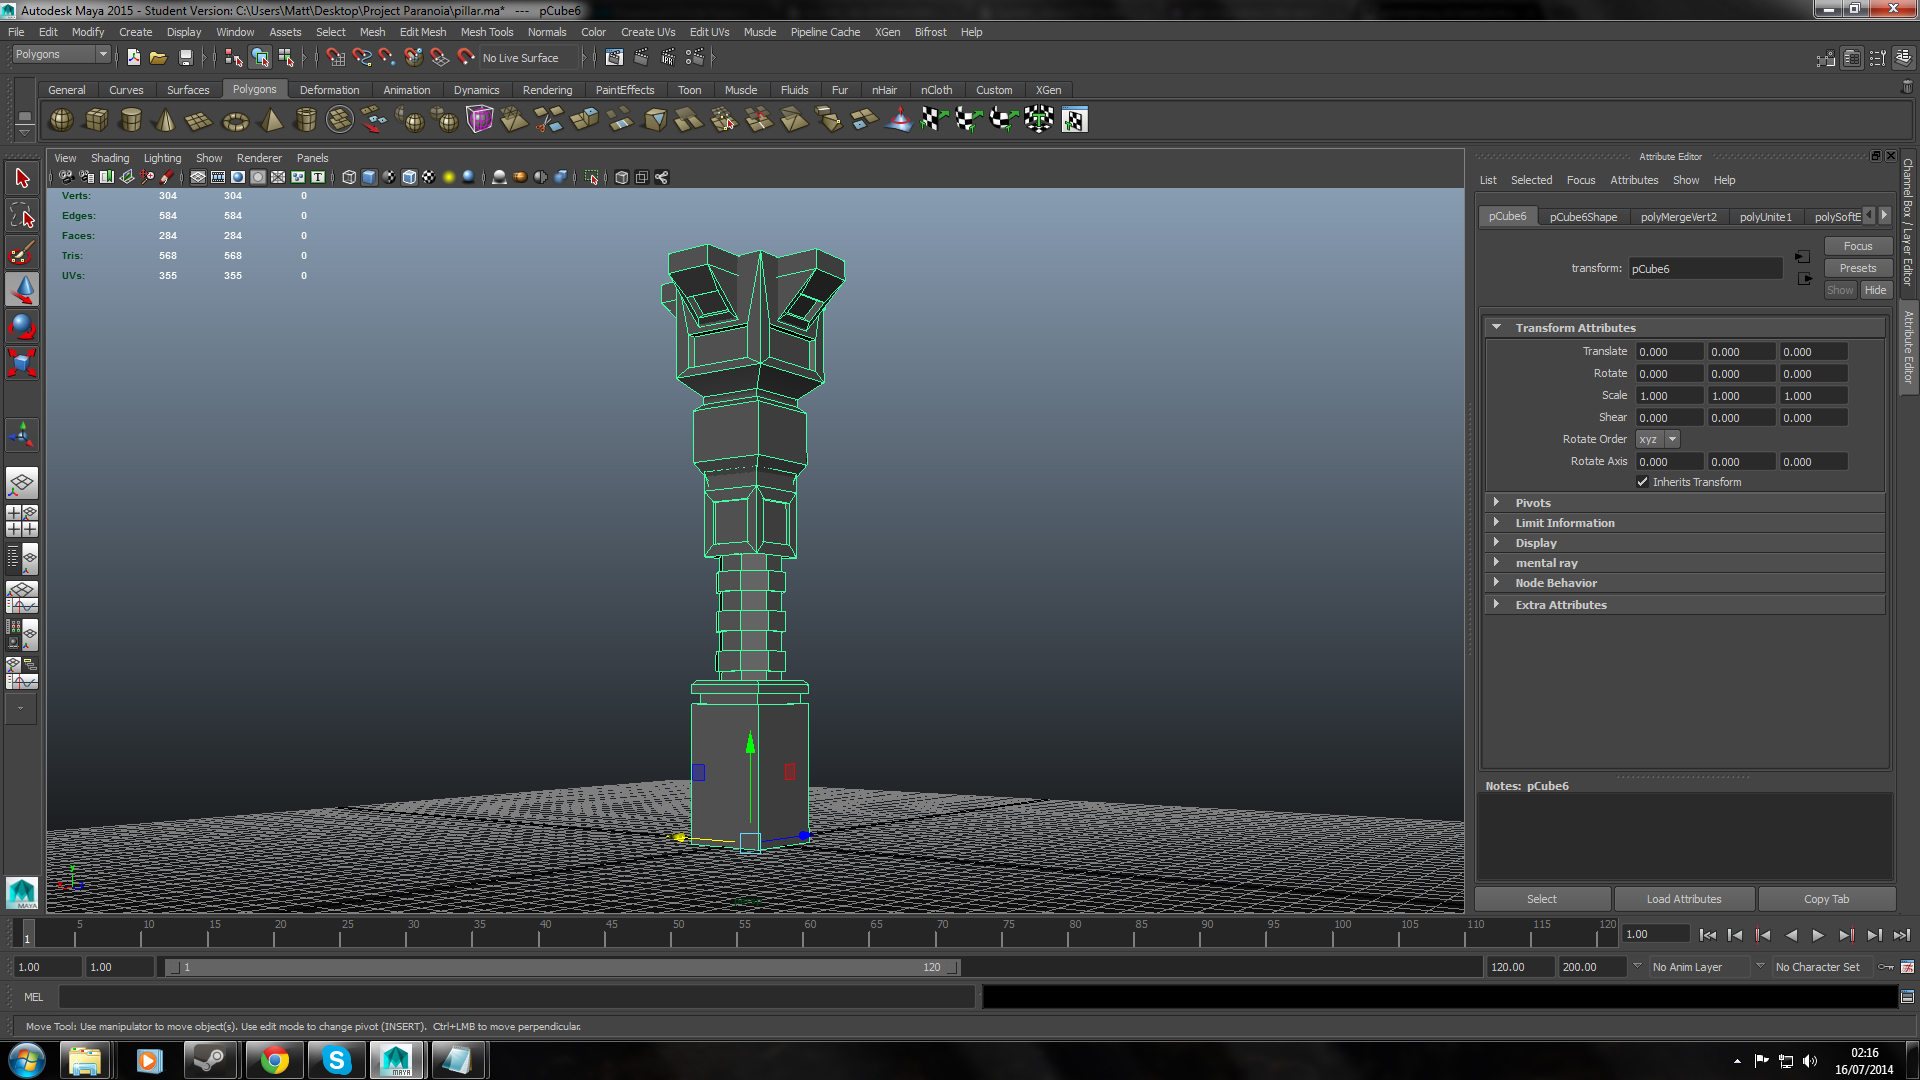 Autodesk Maya 2015 - Student Version: C:\Users\Matt\Desktop\Project Paranoia\pillar.ma* --- pCube6
File Edit Modify Create Display Window Assets Select Mesh Edit Mesh Mesh Tools Normals Color Create UVs Edit UVs Muscle Pipeline Cache XGen Bifrost Help
Polygons No Live Surface
General Curves Surfaces Polygons Deformation Animation Dynamics Rendering PaintEffects Toon Muscle Fluids Fur nHair nCloth Custom XGen
View Shading Lighting Show Renderer Panels
Verts: 304 304 0
Edges: 584 584 0
Faces: 284 284 0
Tris: 568 568 0
UVs: 355 355 0
Attribute Editor
List Selected Focus Attributes Show Help
pCube6 pCube6Shape polyMergeVert2 polyUnite1 polySoftE
Focus
transform: pCube6
Presets
Show Hide
Transform Attributes
Translate 0.000 0.000 0.000
Rotate 0.000 0.000 0.000
Scale 1.000 1.000 1.000
Shear 0.000 0.000 0.000
Rotate Order xyz
Rotate Axis 0.000 0.000 0.000
Inherits Transform
Pivots
Limit Information
Display
mental ray
Node Behavior
Extra Attributes
Notes: pCube6
Select Load Attributes Copy Tab
Channel Box / Layer Editor
Attribute Editor
MAYA
1 5 10 15 20 25 30 35 40 45 50 55 60 65 70 75 80 85 90 95 100 105 110 115 120 1.00
1.00 1.00 1 120 120.00 200.00 No Anim Layer No Character Set
MEL
Move Tool: Use manipulator to move object(s). Use edit mode to change pivot (INSERT). Ctrl+LMB to move perpendicular.
MAYA
02:16
16/07/2014